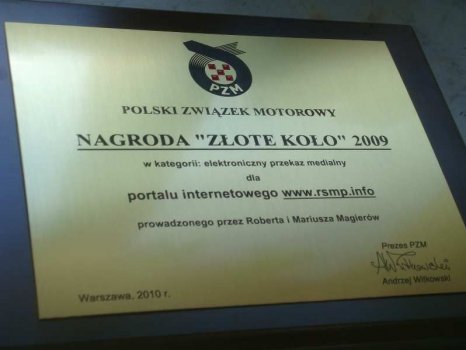 PZM
POLSKI ZWIĄZEK MOTOROWY
NAGRODA "ZŁOTE KOŁO" 2009
w kategorii: elektroniczny przekaz medialny
dla
portalu internetowego www.rsmp.info
prowadzonego przez Roberta i Mariusza Magierów
Prezes PZM
AWitkowski
Andrzej Witkowski
Warszawa, 2010 r.